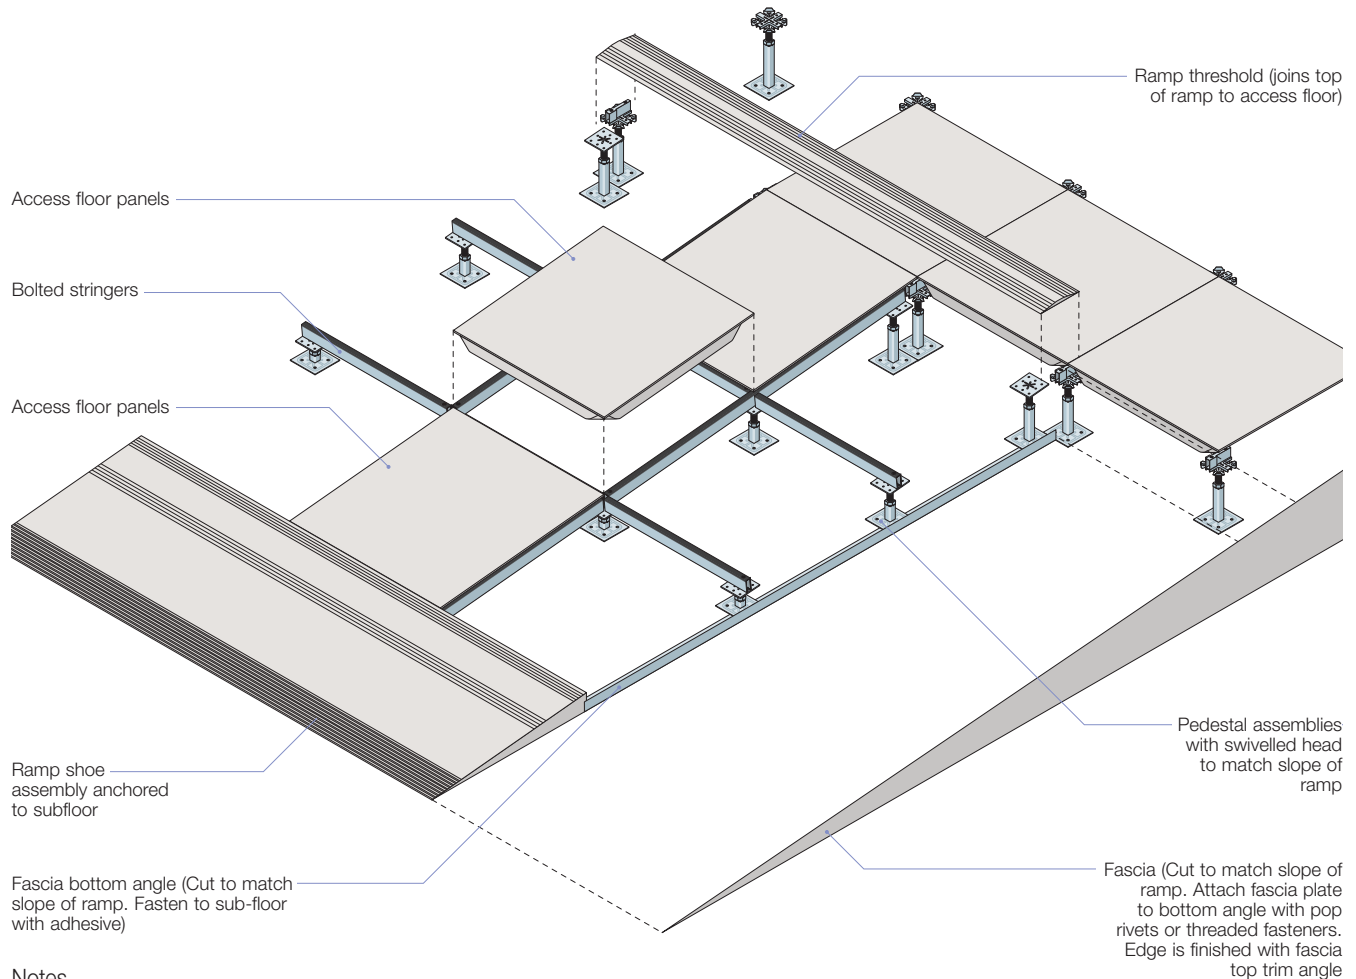 Ramp threshold (joins top
of ramp to access floor)
Access floor panels
Bolted stringers
Access floor panels
Ramp shoe
assembly anchored
to subfloor
Pedestal assemblies
with swivelled head
to match slope of
ramp
Fascia bottom angle (Cut to match
slope of ramp. Fasten to sub-floor
with adhesive)
Fascia (Cut to match slope of
ramp. Attach fascia plate
to bottom angle with pop
rivets or threaded fasteners.
Edge is finished with fascia
top trim angle
Notes